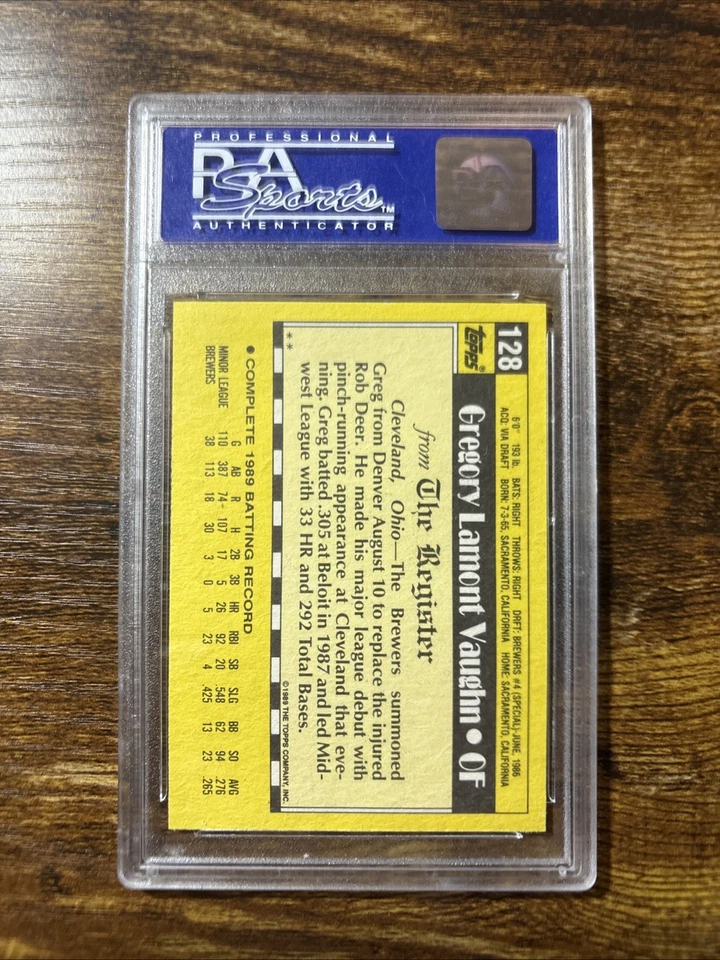 PROFESSIONAL
PSA
Sports™
AUTHENTICATOR
128
topps®
6'0" 193 lb. BATS: RIGHT THROWS: RIGHT DRFT: BREWERS #4 (SPECIAL)-JUNE, 1986
ACQ: VIA DRAFT BORN: 7-3-65, SACRAMENTO, CALIFORNIA HOME: SACRAMENTO, CALIFORNIA
Gregory Lamont Vaughn • OF
from The Register
Cleveland, Ohio—The Brewers summoned
Greg from Denver August 10 to replace the injured
Rob Deer. He made his major league debut with
pinch-running appearance at Cleveland that eve-
ning. Greg batted .305 at Beloit in 1987 and led Mid-
west League with 33 HR and 292 Total Bases.
**
©1989 THE TOPPS COMPANY, INC.
• COMPLETE 1989 BATTING RECORD
G AB R H 2B 3B HR RBI SB SLG BB SO AVG
MINOR LEAGUE 110 387 74 107 17 5 26 92 20 .548 62 94 .276
BREWERS 38 113 18 30 3 0 5 23 4 .425 13 23 .265